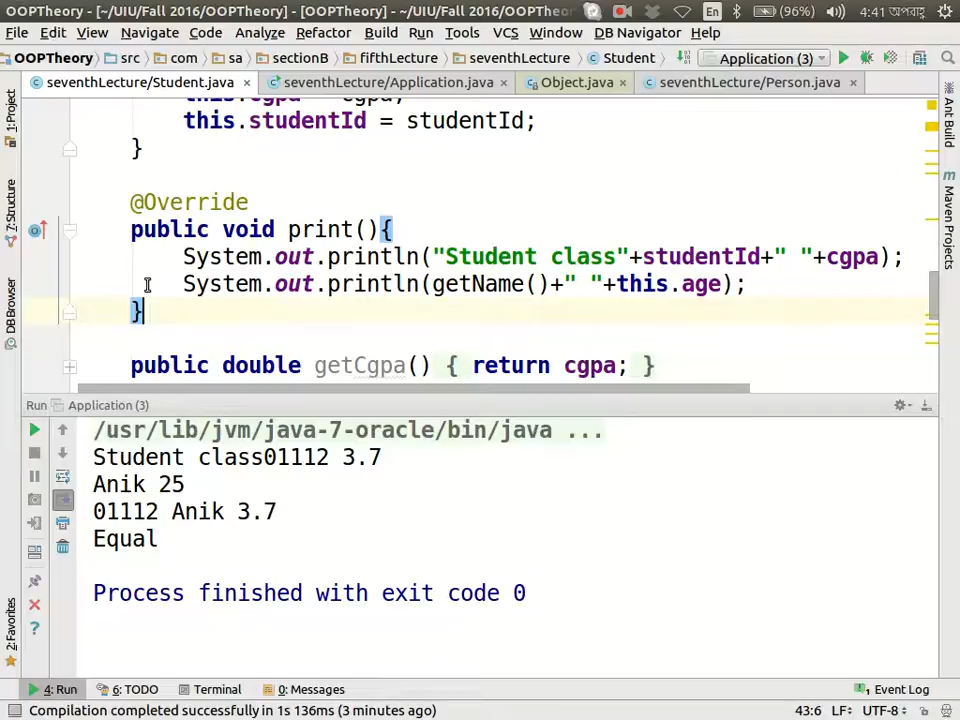 OOPTheory - [~/UIU/Fall 2016/OOPTheory] - [OOPTheory] - ~/UIU/Fall 2016/OOPTheory/
En (96%) 4:41 অপরাহ্ণ
File Edit View Navigate Code Analyze Refactor Build Run Tools VCS Window DB Navigator Help
OOPTheory src com sa sectionB fifthLecture seventhLecture Student Application (3)
seventhLecture/Student.java seventhLecture/Application.java Object.java seventhLecture/Person.java
1: Project
7: Structure
DB Browser
2: Favorites
Ant Build
Maven Projects
this.cgpa = cgpa;
this.studentId = studentId;
}
@Override
public void print(){
System.out.println("Student class"+studentId+" "+cgpa);
System.out.println(getName()+" "+this.age);
}
public double getCgpa() { return cgpa; }
Run Application (3)
/usr/lib/jvm/java-7-oracle/bin/java ...
Student class01112 3.7
Anik 25
01112 Anik 3.7
Equal
Process finished with exit code 0
4: Run 6: TODO Terminal 0: Messages 1 Event Log
Compilation completed successfully in 1s 136ms (3 minutes ago) 43:6 LF UTF-8